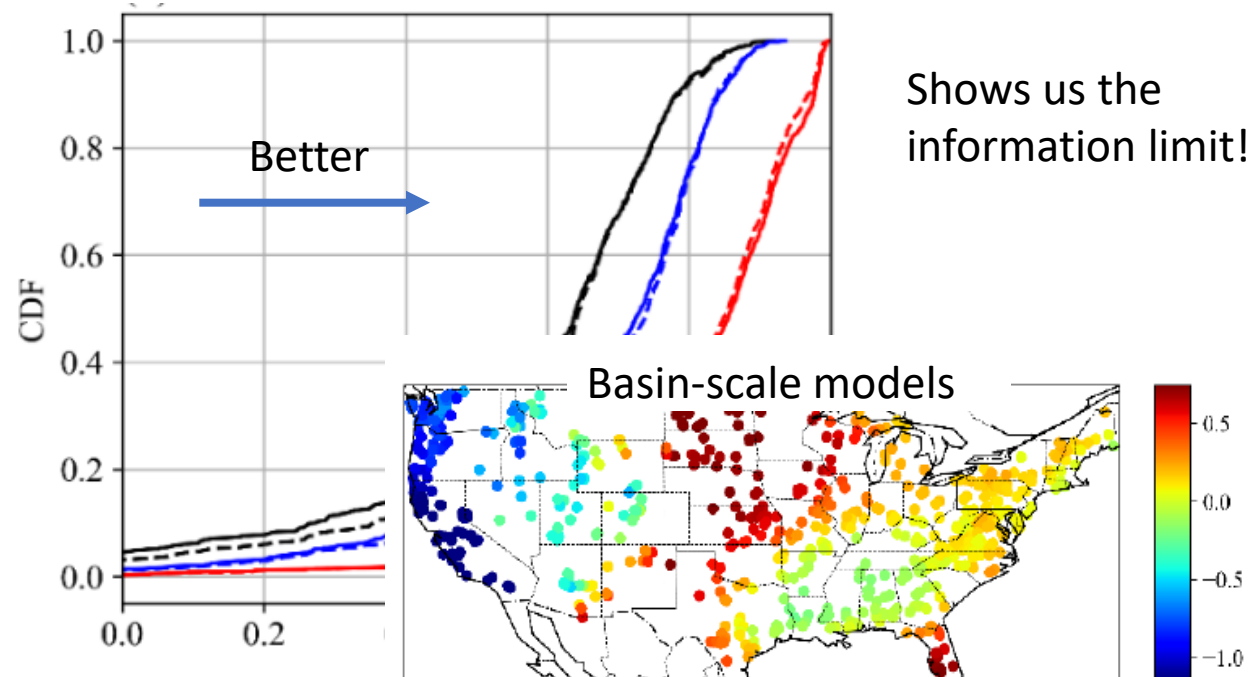 1.0
Shows us the
information limit!
Better
0.8
0.6
CDF
0.4
Basin-scale models
0.5
0.2
0.0
−0.5
0.0
−1.0
0.0
0.2